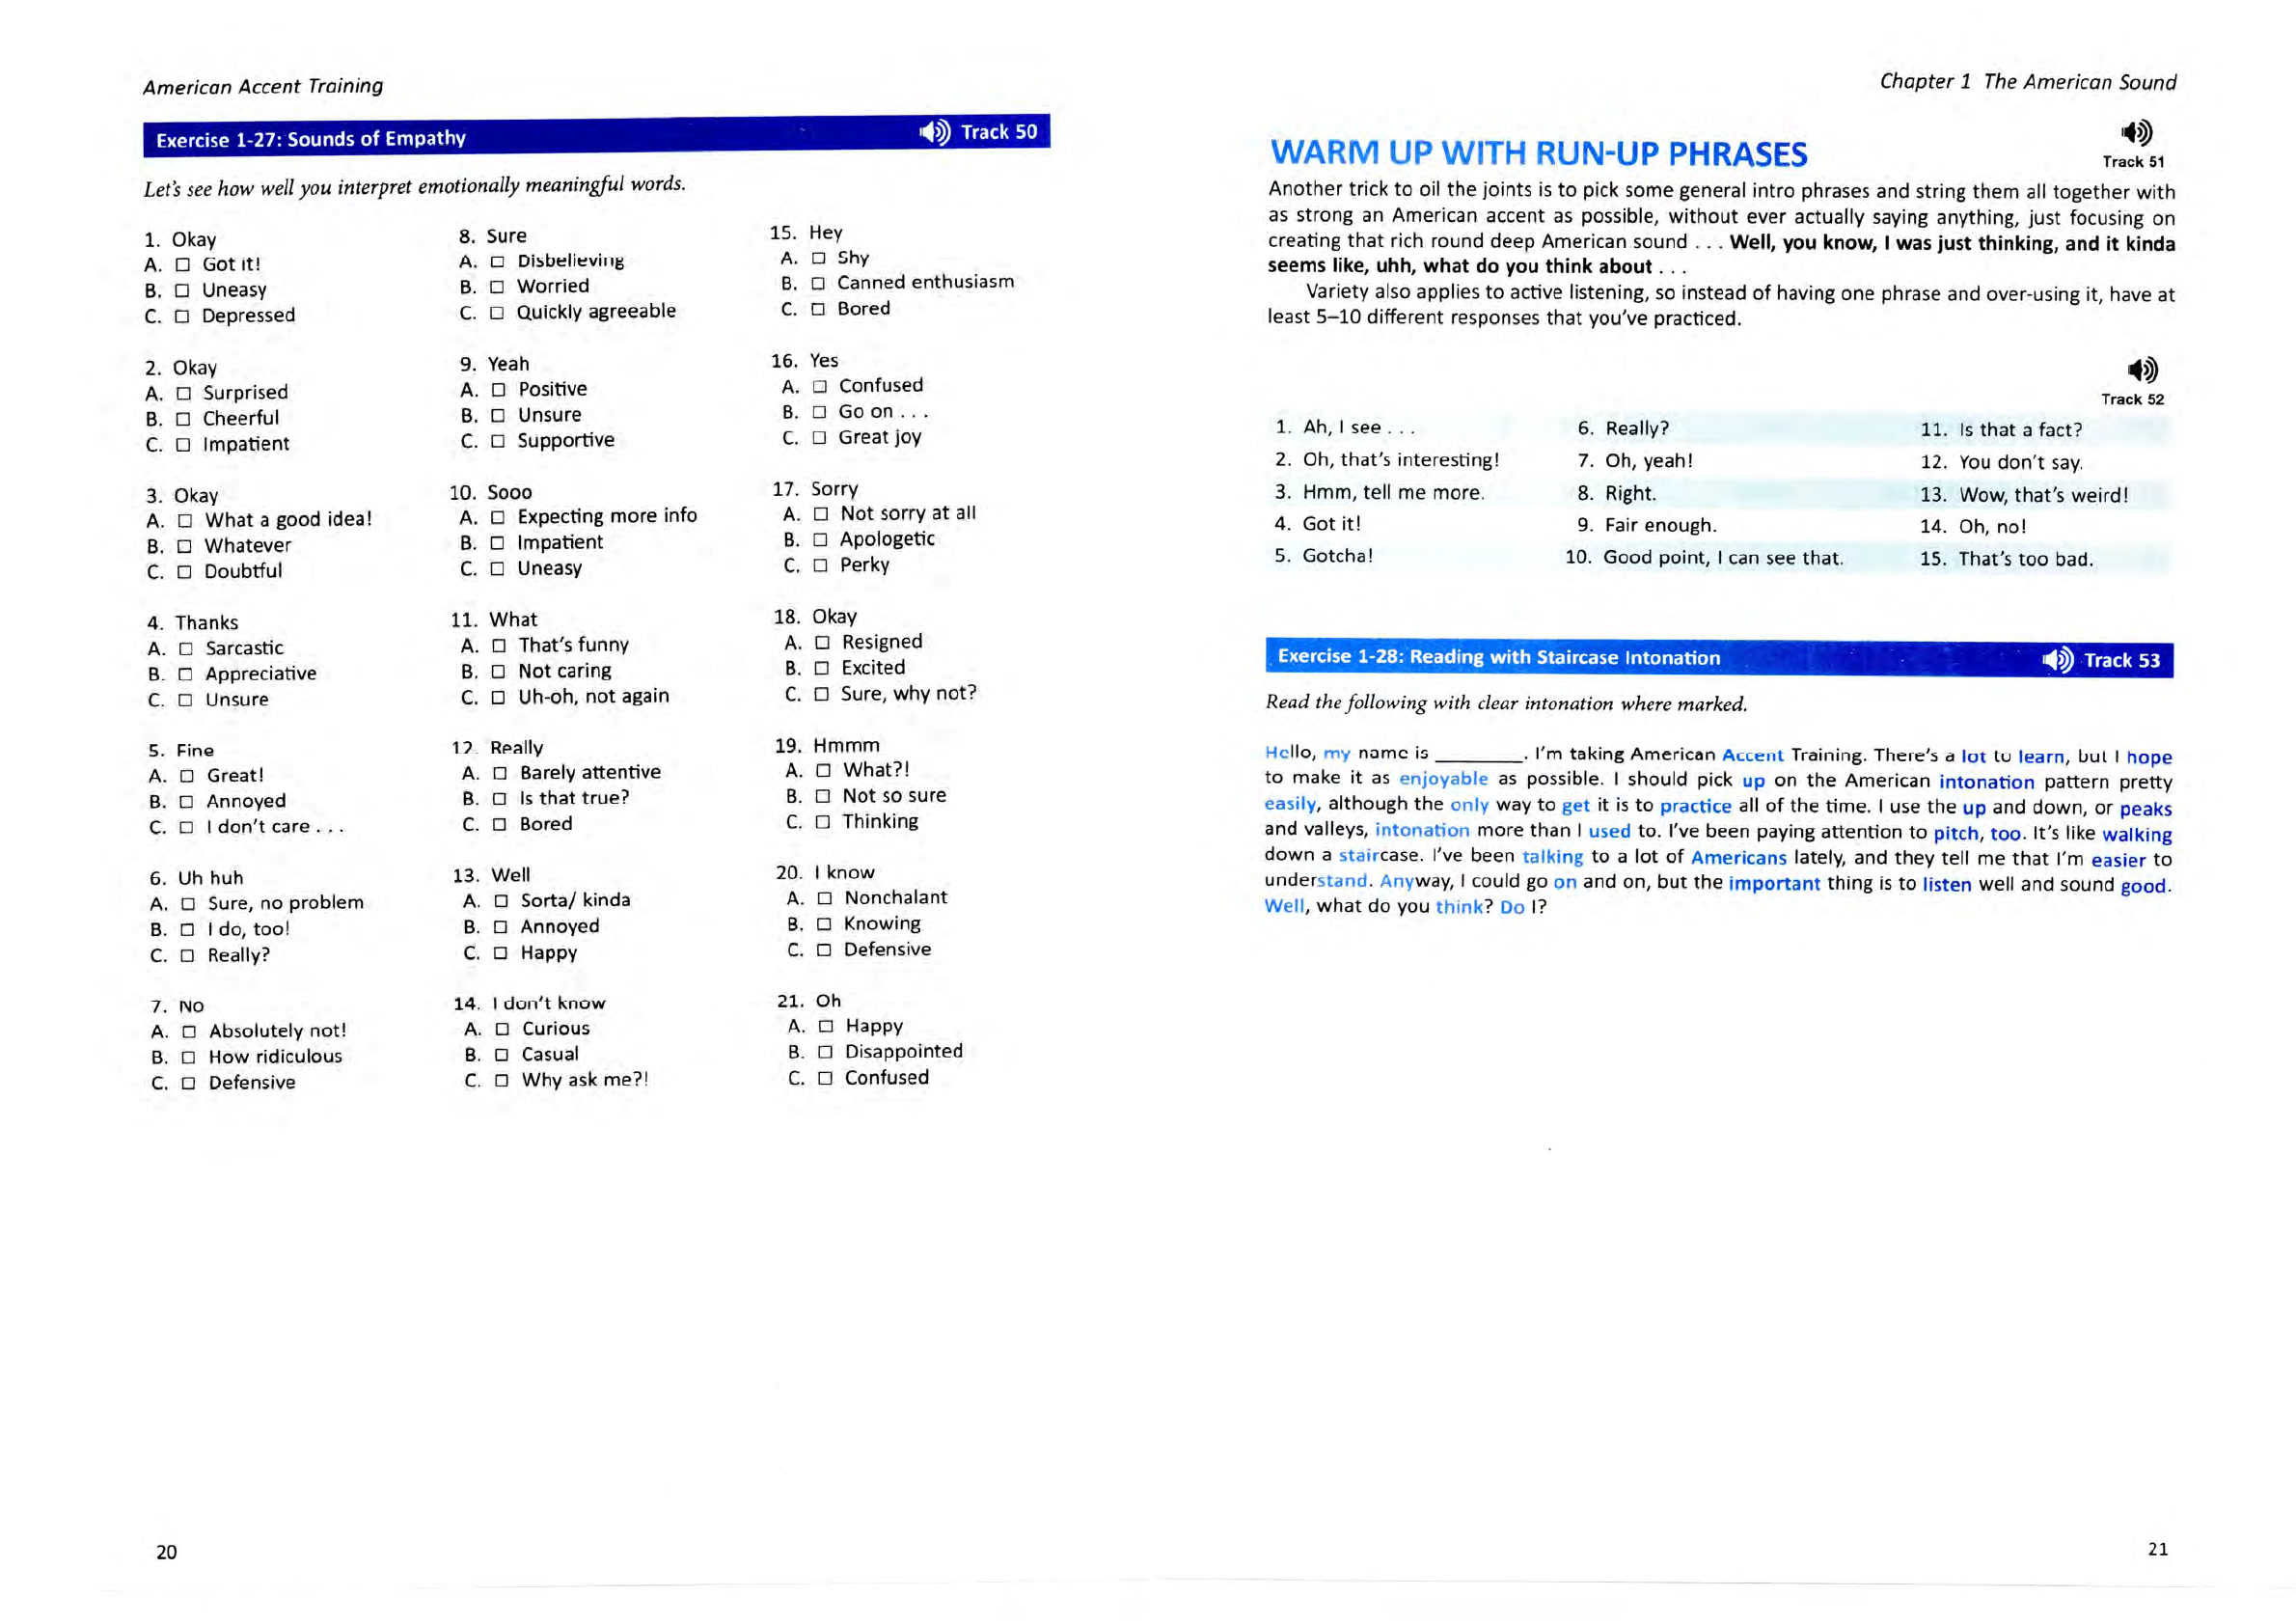 American Accent Training
Exercise 1-27: Sounds of Empathy
Track 50
Let's see how well you interpret emotionally meaningful words.
1. Okay
A. □ Got it!
B. □ Uneasy
C. □ Depressed
2. Okay
A. □ Surprised
B. □ Cheerful
C. □ Impatient
3. Okay
A. □ What a good idea!
B. □ Whatever
C. □ Doubtful
4. Thanks
A. □ Sarcastic
B. □ Appreciative
C. □ Unsure
5. Fine
A. □ Great!
B. □ Annoyed
C. □ I don't care . . .
6. Uh huh
A. □ Sure, no problem
B. □ I do, too!
C. □ Really?
7. No
A. □ Absolutely not!
B. □ How ridiculous
C. □ Defensive
8. Sure
A. □ Disbelieving
B. □ Worried
C. □ Quickly agreeable
9. Yeah
A. □ Positive
B. □ Unsure
C. □ Supportive
10. Sooo
A. □ Expecting more info
B. □ Impatient
C. □ Uneasy
11. What
A. □ That's funny
B. □ Not caring
C. □ Uh-oh, not again
12. Really
A. □ Barely attentive
B. □ Is that true?
C. □ Bored
13. Well
A. □ Sorta/ kinda
B. □ Annoyed
C. □ Happy
14. I don't know
A. □ Curious
B. □ Casual
C. □ Why ask me?!
15. Hey
A. □ Shy
B. □ Canned enthusiasm
C. □ Bored
16. Yes
A. □ Confused
B. □ Go on . . .
C. □ Great joy
17. Sorry
A. □ Not sorry at all
B. □ Apologetic
C. □ Perky
18. Okay
A. □ Resigned
B. □ Excited
C. □ Sure, why not?
19. Hmmm
A. □ What?!
B. □ Not so sure
C. □ Thinking
20. I know
A. □ Nonchalant
B. □ Knowing
C. □ Defensive
21. Oh
A. □ Happy
B. □ Disappointed
C. □ Confused
20
Chapter 1 The American Sound
WARM UP WITH RUN-UP PHRASES
Track 51
Another trick to oil the joints is to pick some general intro phrases and string them all together with
as strong an American accent as possible, without ever actually saying anything, just focusing on
creating that rich round deep American sound . . . Well, you know, I was just thinking, and it kinda
seems like, uhh, what do you think about . . .
Variety also applies to active listening, so instead of having one phrase and over-using it, have at
least 5–10 different responses that you've practiced.
Track 52
1. Ah, I see . . .
2. Oh, that's interesting!
3. Hmm, tell me more.
4. Got it!
5. Gotcha!
6. Really?
7. Oh, yeah!
8. Right.
9. Fair enough.
10. Good point, I can see that.
11. Is that a fact?
12. You don't say.
13. Wow, that's weird!
14. Oh, no!
15. That's too bad.
Exercise 1-28: Reading with Staircase Intonation
Track 53
Read the following with clear intonation where marked.
Hello, my name is ________. I'm taking American Accent Training. There's a lot to learn, but I hope
to make it as enjoyable as possible. I should pick up on the American intonation pattern pretty
easily, although the only way to get it is to practice all of the time. I use the up and down, or peaks
and valleys, intonation more than I used to. I've been paying attention to pitch, too. It's like walking
down a staircase. I've been talking to a lot of Americans lately, and they tell me that I'm easier to
understand. Anyway, I could go on and on, but the important thing is to listen well and sound good.
Well, what do you think? Do I?
21